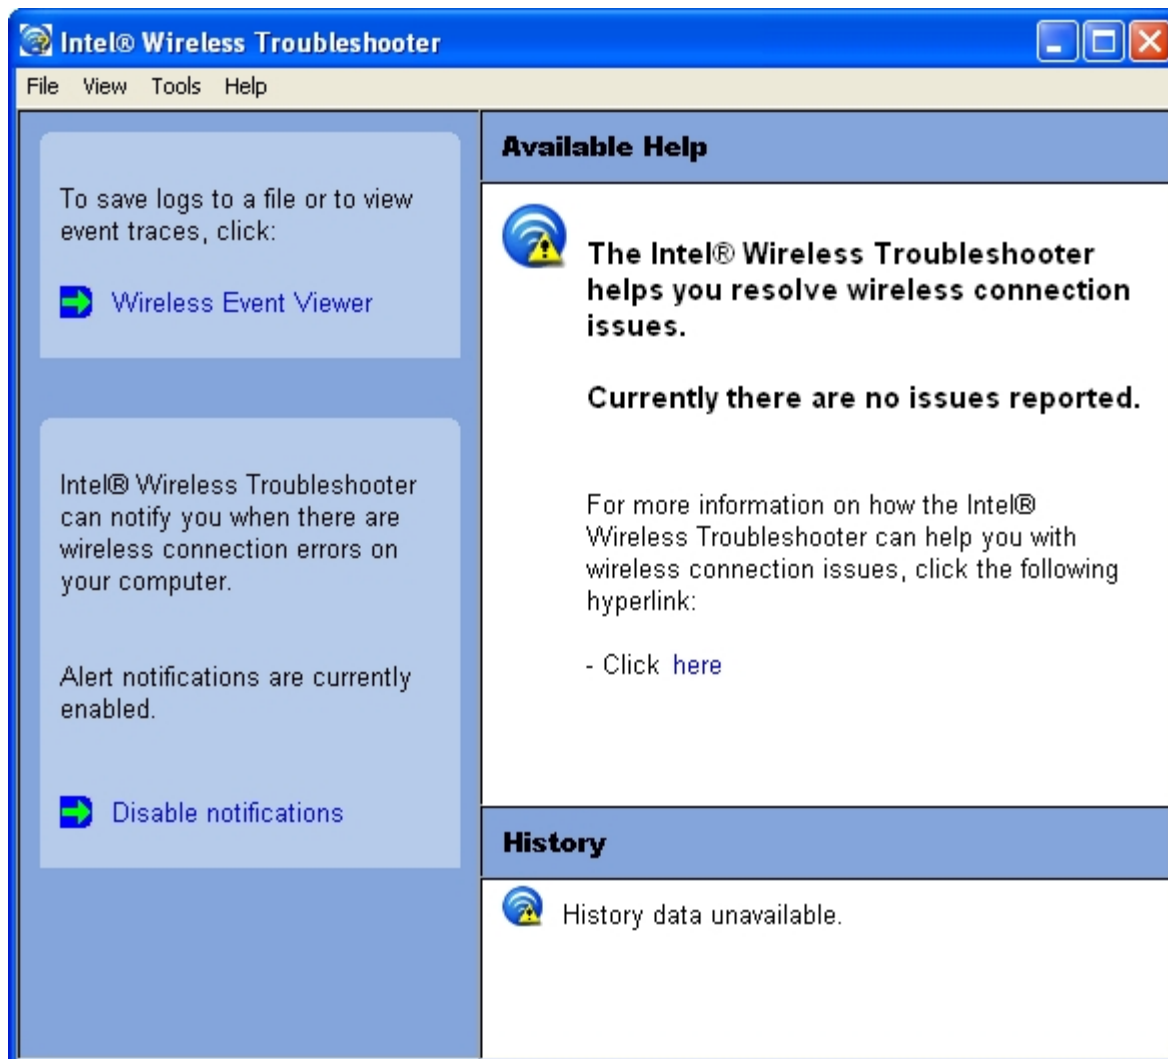 Intel® Wireless Troubleshooter
File View Tools Help
To save logs to a file or to view
event traces, click:
Wireless Event Viewer
Intel® Wireless Troubleshooter
can notify you when there are
wireless connection errors on
your computer.
Alert notifications are currently
enabled.
Disable notifications
Available Help
The Intel® Wireless Troubleshooter
helps you resolve wireless connection
issues.
Currently there are no issues reported.
For more information on how the Intel®
Wireless Troubleshooter can help you with
wireless connection issues, click the following
hyperlink:
- Click here
History
History data unavailable.